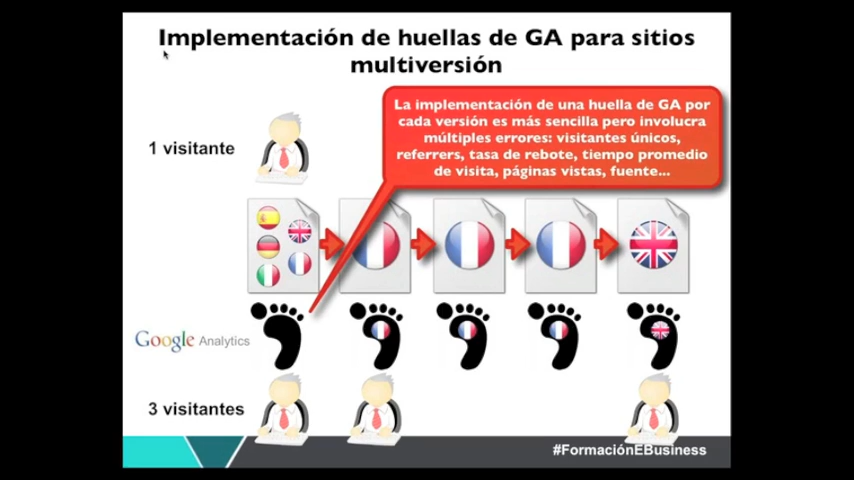 Implementación de huellas de GA para sitios
multiversión
La implementación de una huella de GA por
cada versión es más sencilla pero involucra
múltiples errores: visitantes únicos,
referrers, tasa de rebote, tiempo promedio
de visita, páginas vistas, fuente...
1 visitante
Google Analytics
3 visitantes
#FormaciónEBusiness